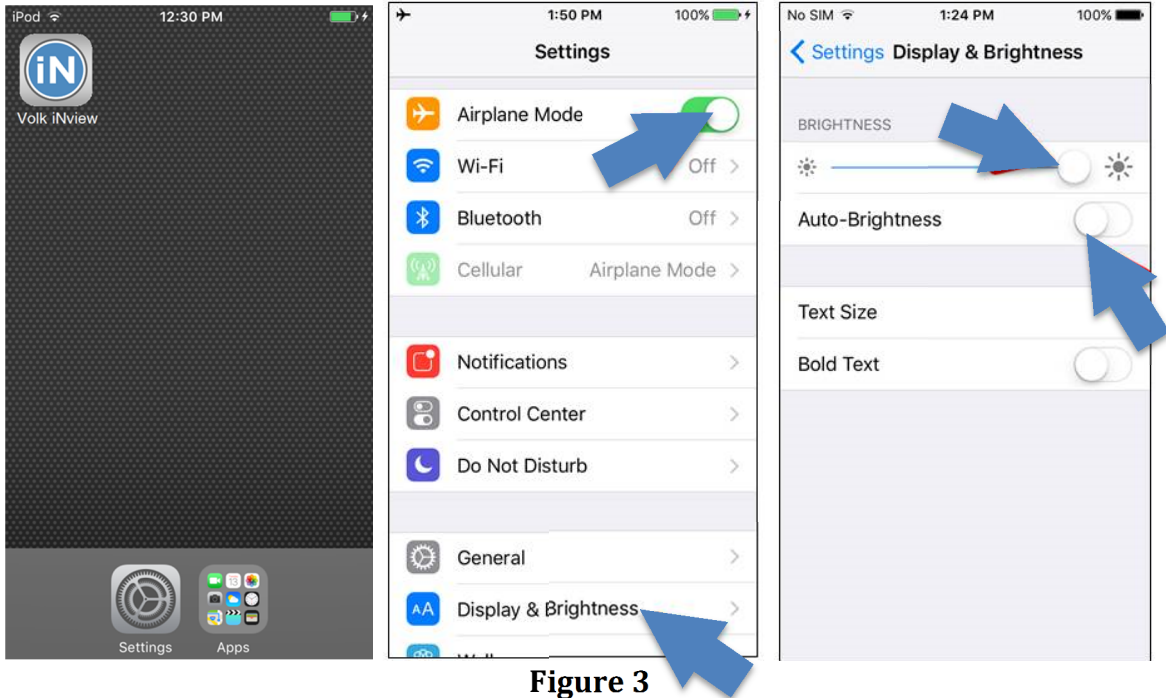 iPod 12:30 PM
iN
Volk iNview
Settings Apps
1:50 PM 100%
Settings
Airplane Mode
Wi-Fi Off
Bluetooth Off
Cellular Airplane Mode
Notifications
Control Center
Do Not Disturb
General
AA Display & Brightness
No SIM 1:24 PM 100%
Settings Display & Brightness
BRIGHTNESS
Auto-Brightness
Text Size
Bold Text
Figure 3